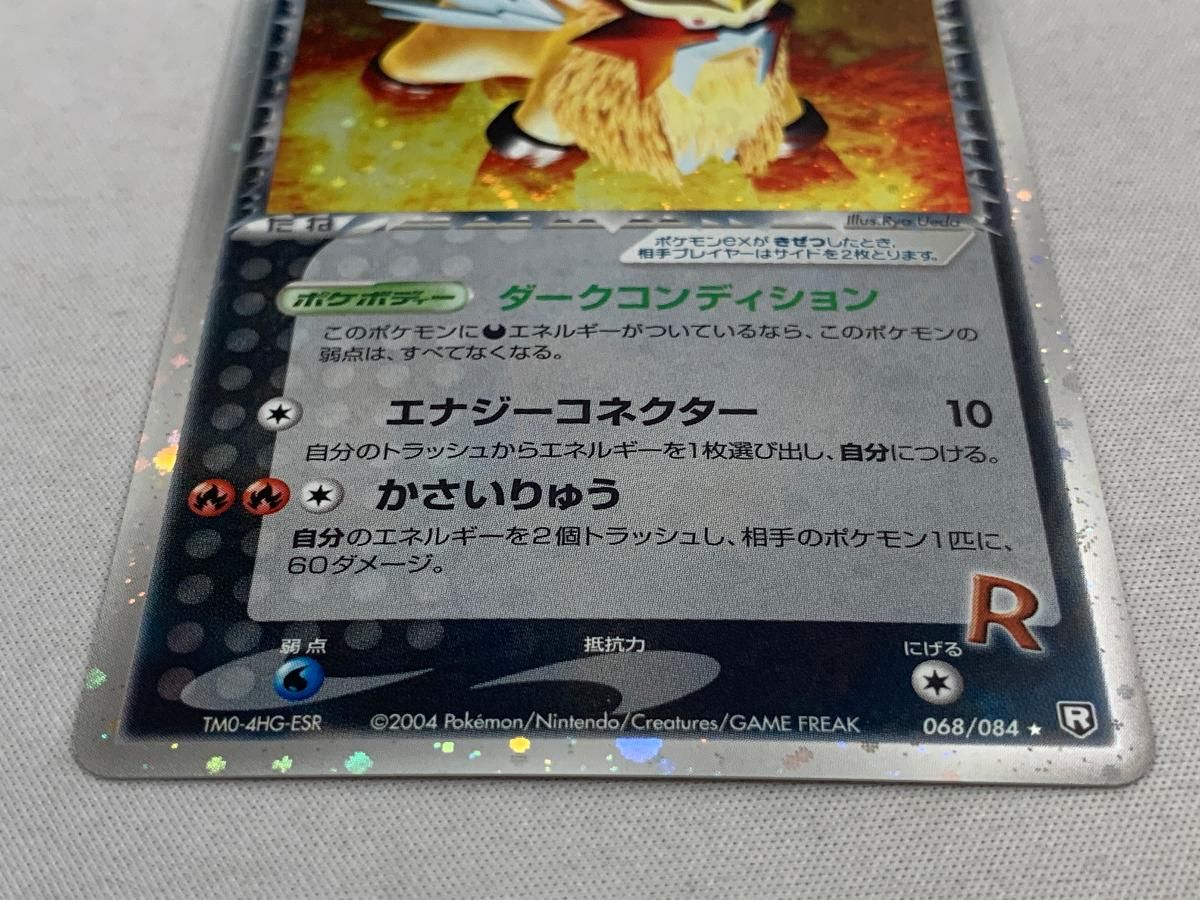 たね
Illus.Ryo Ueda
ポケモンexが きぜつしたとき、
相手プレイヤーはサイドを2枚とります。
ポケボディー ダークコンディション
このポケモンにエネルギーがついているなら、このポケモンの
弱点は、すべてなくなる。
エナジーコネクター 10
自分のトラッシュからエネルギーを1枚選び出し、自分につける。
かさいりゅう
自分のエネルギーを2個トラッシュし、相手のポケモン1匹に、
60ダメージ。
R
弱点 抵抗力 にげる
TM0-4HG-ESR ©2004 Pokémon/Nintendo/Creatures/GAME FREAK 068/084 ★ R